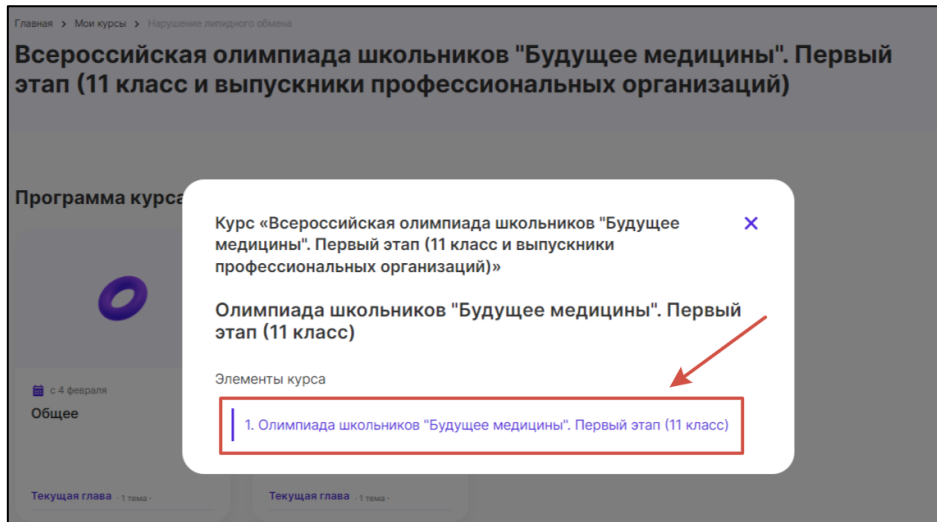 Главная > Мои курсы > Нарушение липидного обмена
Всероссийская олимпиада школьников "Будущее медицины". Первый
этап (11 класс и выпускники профессиональных организаций)
Программа курса
Курс «Всероссийская олимпиада школьников "Будущее
медицины". Первый этап (11 класс и выпускники
профессиональных организаций)»
Олимпиада школьников "Будущее медицины". Первый
этап (11 класс)
Элементы курса
1. Олимпиада школьников "Будущее медицины". Первый этап (11 класс)
с 4 февраля
Общее
Текущая глава · 1 тема ·
Текущая глава · 1 тема ·